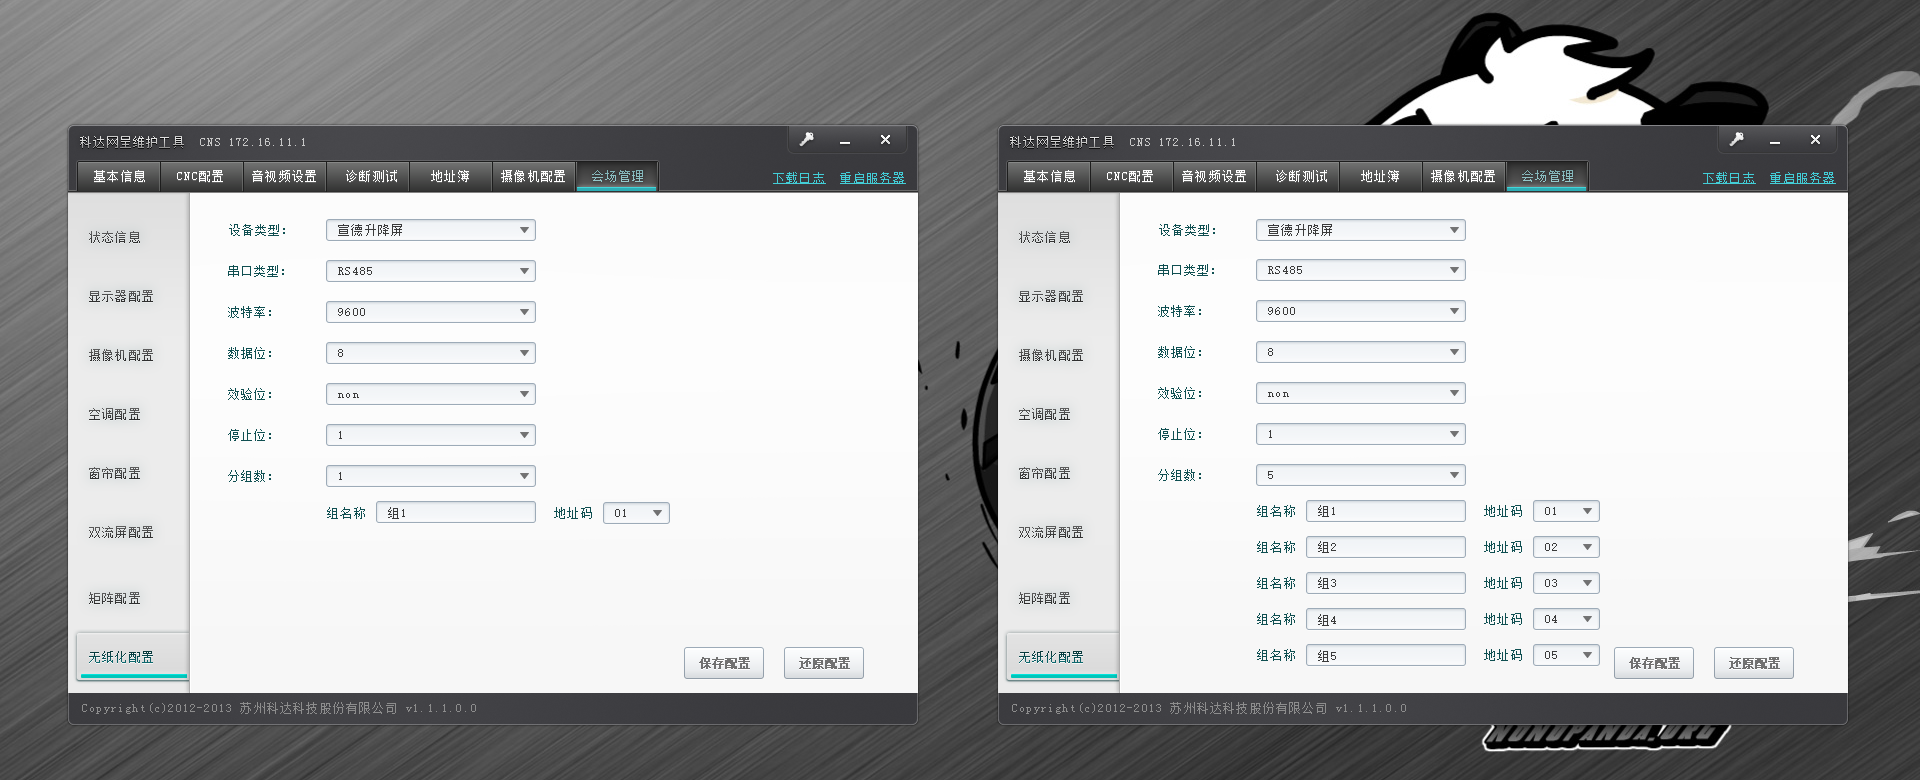 科达网呈维护工具 CNS 172.16.11.1
基本信息 CNC配置 音视频设置 诊断测试 地址簿 摄像机配置 会场管理 下载日志 重启服务器
状态信息
显示器配置
摄像机配置
空调配置
窗帘配置
双流屏配置
矩阵配置
无纸化配置
设备类型: 宣德升降屏
串口类型: RS485
波特率: 9600
数据位: 8
效验位: non
停止位: 1
分组数: 1
组名称 组1 地址码 01
保存配置 还原配置
Copyright(c)2012-2013 苏州科达科技股份有限公司 v1.1.1.0.0
科达网呈维护工具 CNS 172.16.11.1
基本信息 CNC配置 音视频设置 诊断测试 地址簿 摄像机配置 会场管理 下载日志 重启服务器
状态信息
显示器配置
摄像机配置
空调配置
窗帘配置
双流屏配置
矩阵配置
无纸化配置
设备类型: 宣德升降屏
串口类型: RS485
波特率: 9600
数据位: 8
效验位: non
停止位: 1
分组数: 5
组名称 组1 地址码 01
组名称 组2 地址码 02
组名称 组3 地址码 03
组名称 组4 地址码 04
组名称 组5 地址码 05
保存配置 还原配置
Copyright(c)2012-2013 苏州科达科技股份有限公司 v1.1.1.0.0